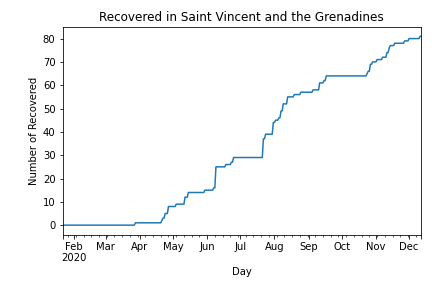 Recovered in Saint Vincent and the Grenadines
Number of Recovered
80
70
60
50
40
30
20
10
0
Feb Mar Apr May Jun Jul Aug Sep Oct Nov Dec
2020
Day